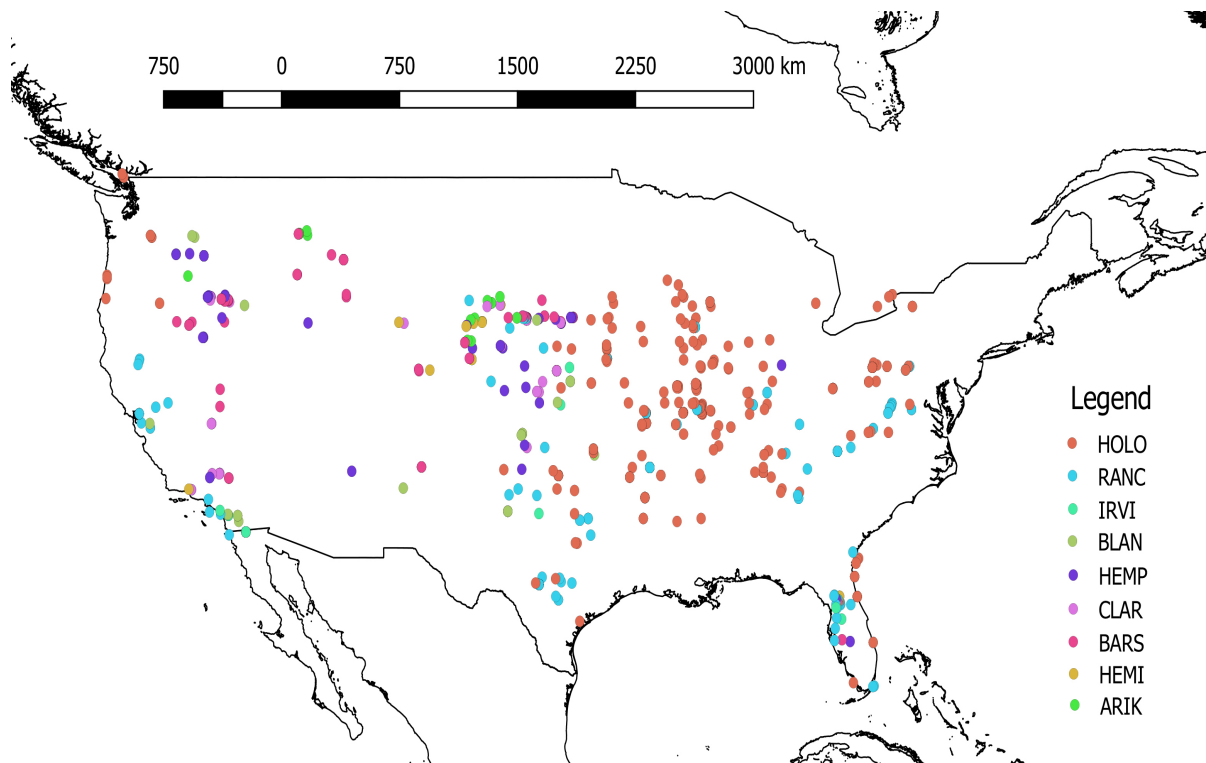 750 0 750 1500 2250 3000 km
Legend
HOLO
RANC
IRVI
BLAN
HEMP
CLAR
BARS
HEMI
ARIK